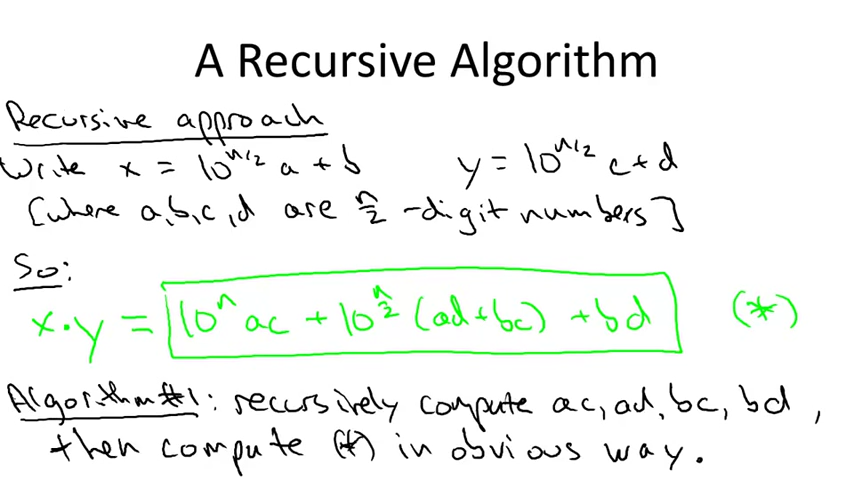 A Recursive Algorithm
Recursive approach
Write x = 10^{n/2} a + b    y = 10^{n/2} c + d
[where a,b,c,d are n/2 -digit numbers]
So:
x·y = 10^n ac + 10^{n/2} (ad+bc) + bd    (*)
Algorithm #1: recursively compute ac, ad, bc, bd,
then compute (*) in obvious way.